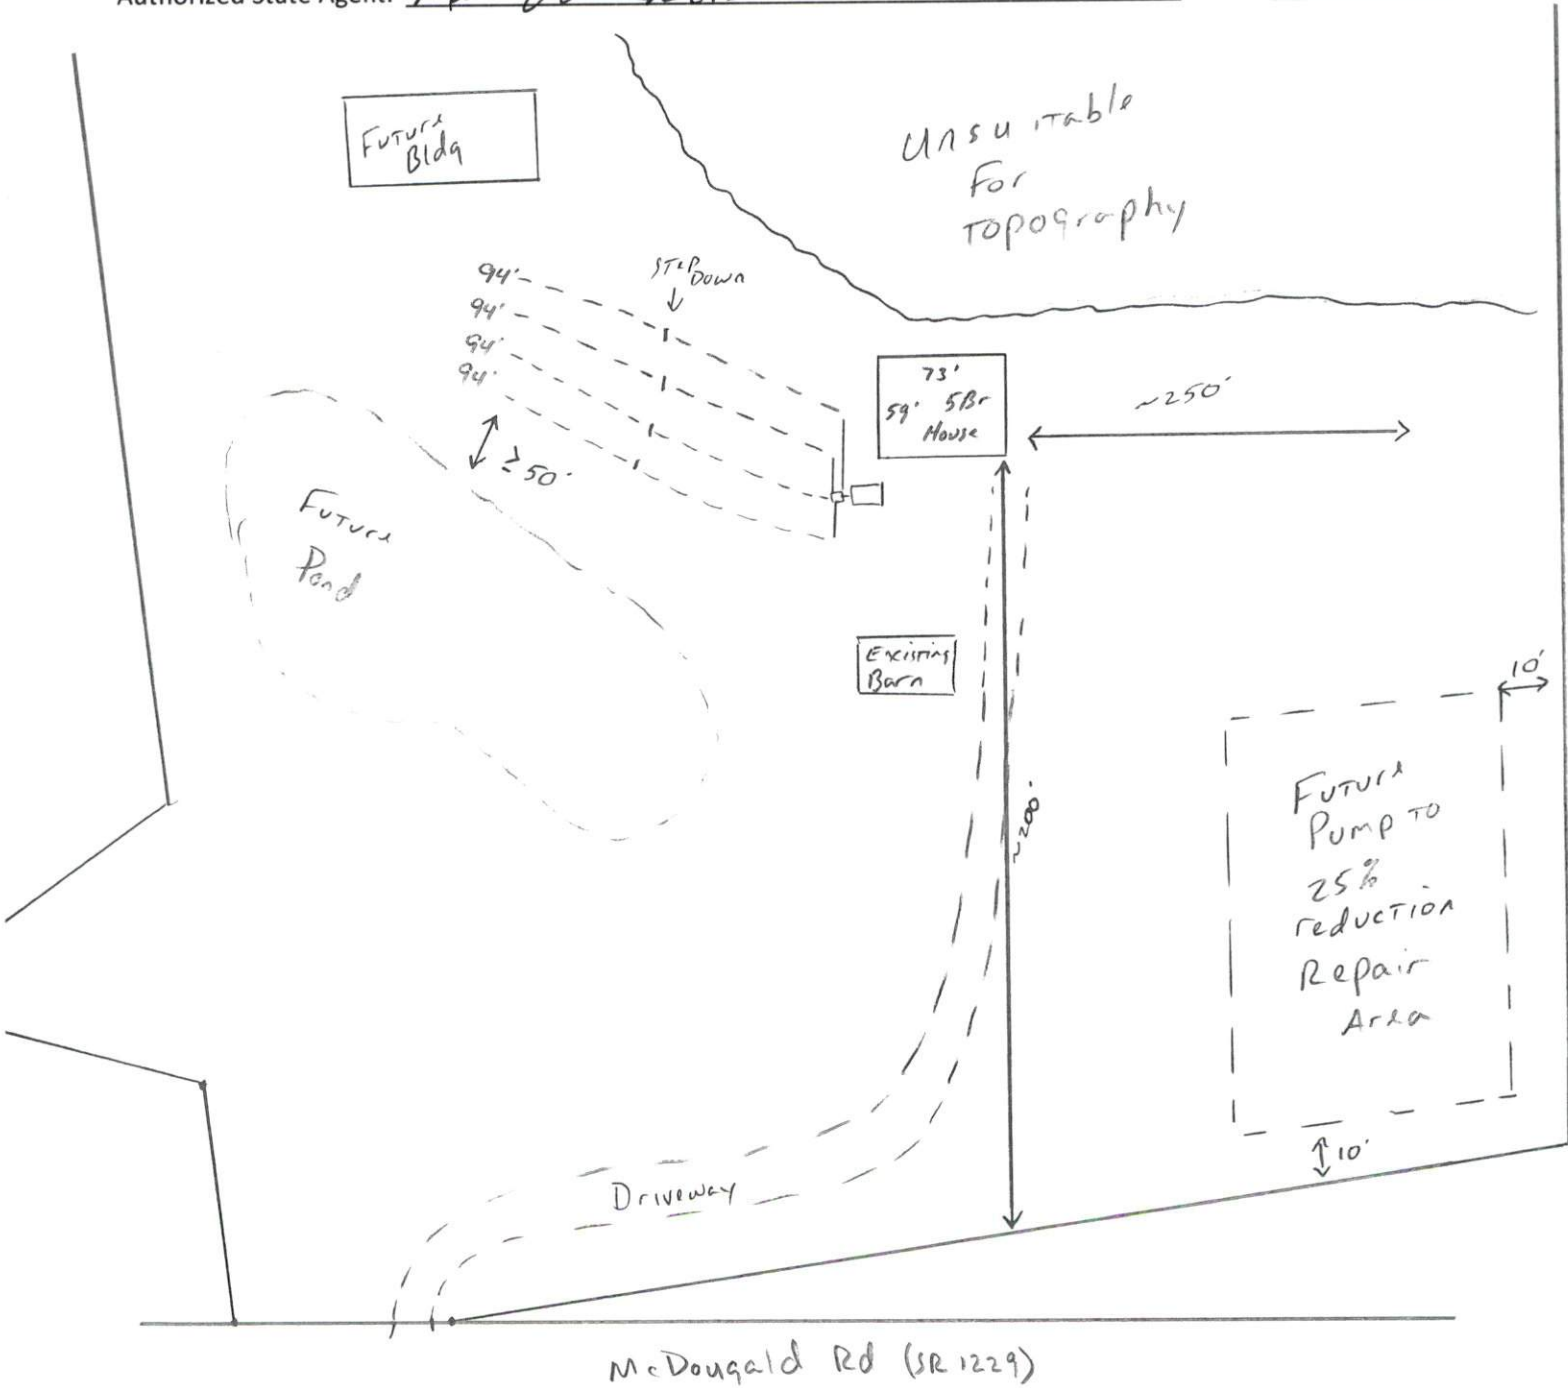 Authorized State Agent:
Future
Bldg
Unsuitable
For
Topography
Step
Down
94'
94'
94'
94'
≥50'
73'
59' 5Br
House
~250'
Future
Pond
Existing
Barn
10'
~200'
Future
Pump To
25%
reduction
Repair
Area
10'
Driveway
McDougald Rd (SR 1229)